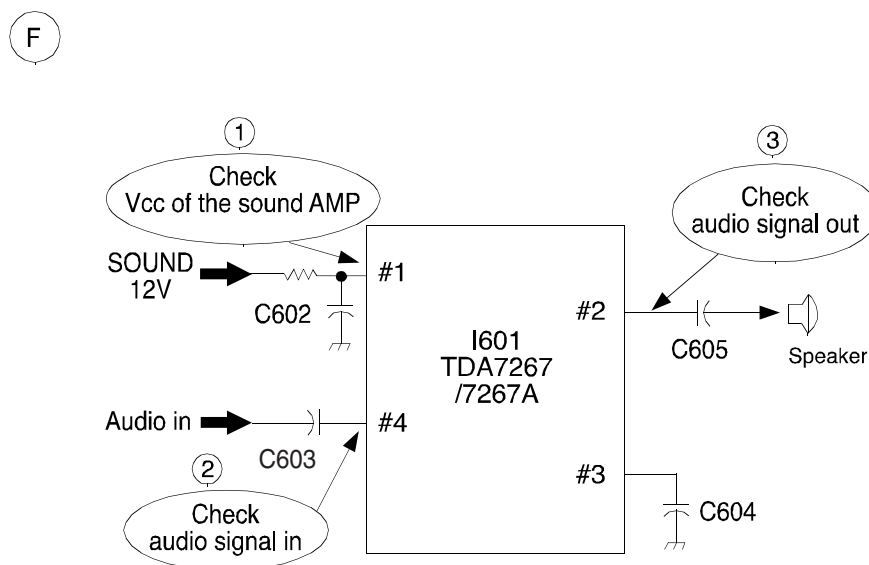 F
1
Check
Vcc of the sound AMP
3
Check
audio signal out
SOUND
12V
#1
C602
#2
C605
Speaker
I601
TDA7267
/7267A
Audio in
#4
C603
#3
C604
2
Check
audio signal in